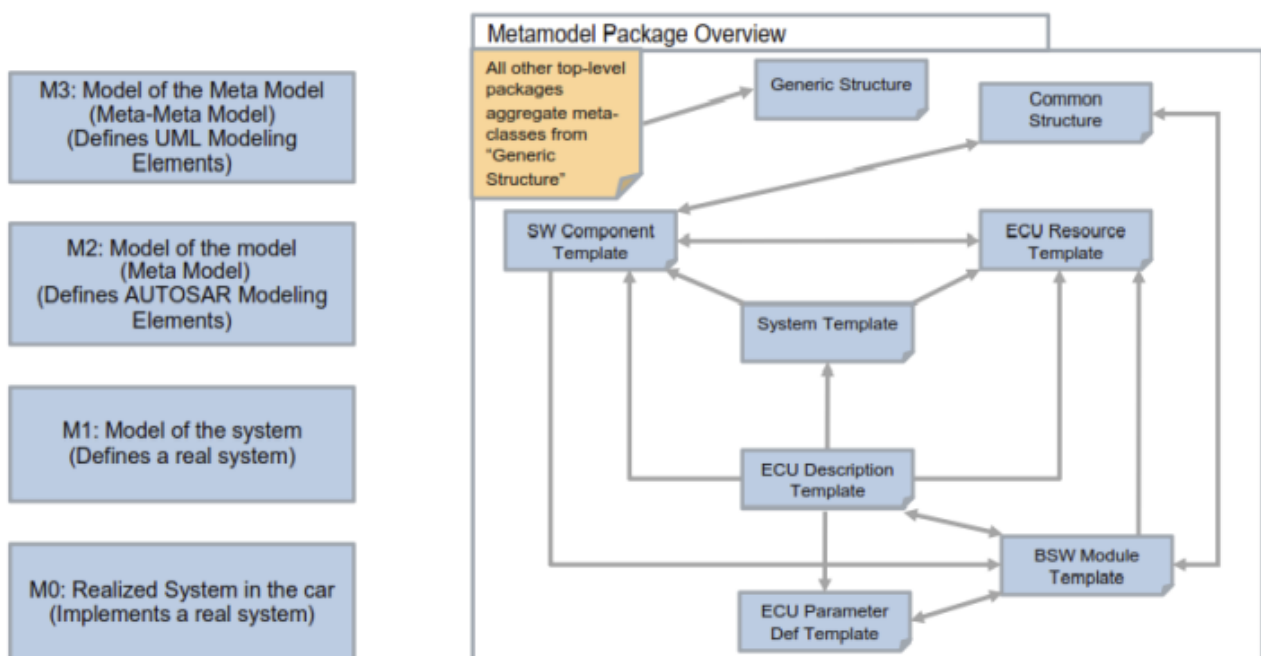 M3: Model of the Meta Model
(Meta-Meta Model)
(Defines UML Modeling
Elements)
M2: Model of the model
(Meta Model)
(Defines AUTOSAR Modeling
Elements)
M1: Model of the system
(Defines a real system)
M0: Realized System in the car
(Implements a real system)
Metamodel Package Overview
All other top-level
packages
aggregate meta-
classes from
"Generic
Structure"
Generic Structure
Common
Structure
SW Component
Template
ECU Resource
Template
System Template
ECU Description
Template
BSW Module
Template
ECU Parameter
Def Template